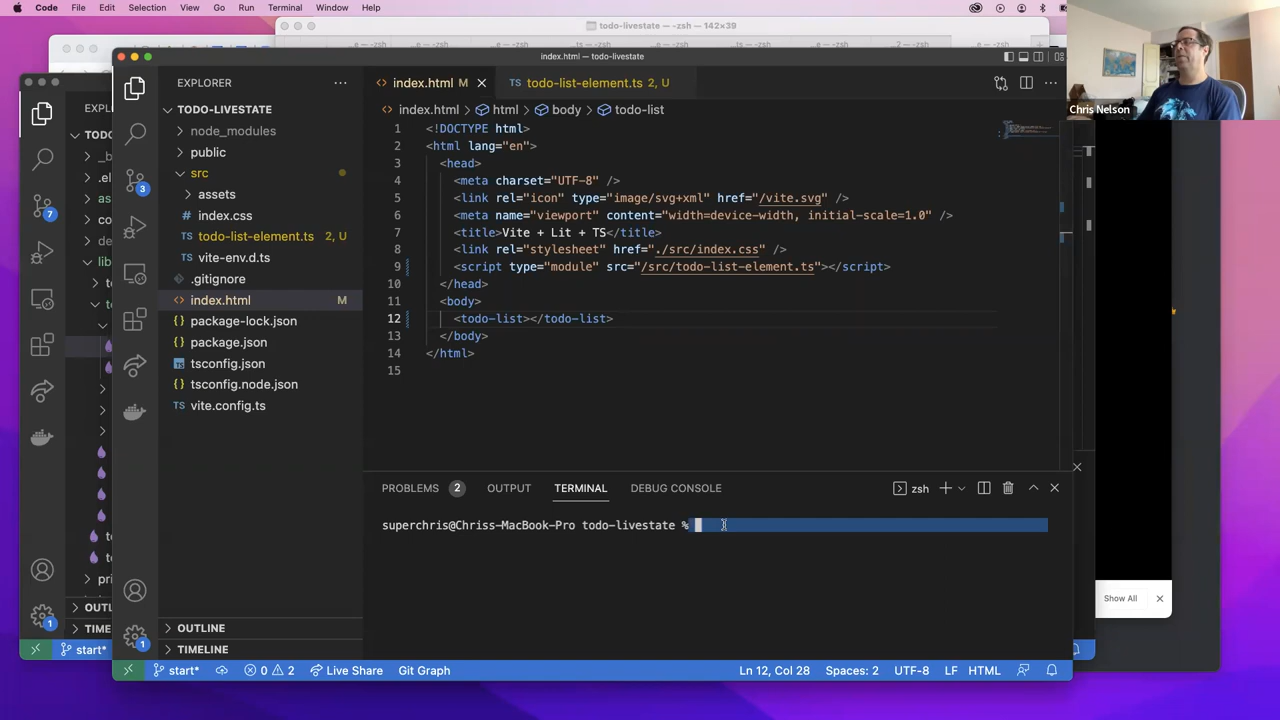 Code File Edit Selection View Go Run Terminal Window Help
todo-livestate — -zsh — 142×39
index.html — todo-livestate
Chris Nelson
EXPLORER
index.html M
TS todo-list-element.ts 2, U
TODO-LIVESTATE
index.html > html > body > todo-list
node_modules
public
src
assets
index.css
TS todo-list-element.ts 2, U
TS vite-env.d.ts
.gitignore
index.html M
package-lock.json
package.json
tsconfig.json
tsconfig.node.json
TS vite.config.ts
OUTLINE
TIMELINE
1 <!DOCTYPE html>
2 <html lang="en">
3 <head>
4 <meta charset="UTF-8" />
5 <link rel="icon" type="image/svg+xml" href="/vite.svg" />
6 <meta name="viewport" content="width=device-width, initial-scale=1.0" />
7 <title>Vite + Lit + TS</title>
8 <link rel="stylesheet" href="./src/index.css" />
9 <script type="module" src="/src/todo-list-element.ts"></script>
10 </head>
11 <body>
12 <todo-list></todo-list>
13 </body>
14 </html>
15
PROBLEMS 2 OUTPUT TERMINAL DEBUG CONSOLE
zsh
superchris@Chriss-MacBook-Pro todo-livestate %
Show All
3
7
1
1
start*
start* 0 2 Live Share Git Graph
Ln 12, Col 28 Spaces: 2 UTF-8 LF HTML